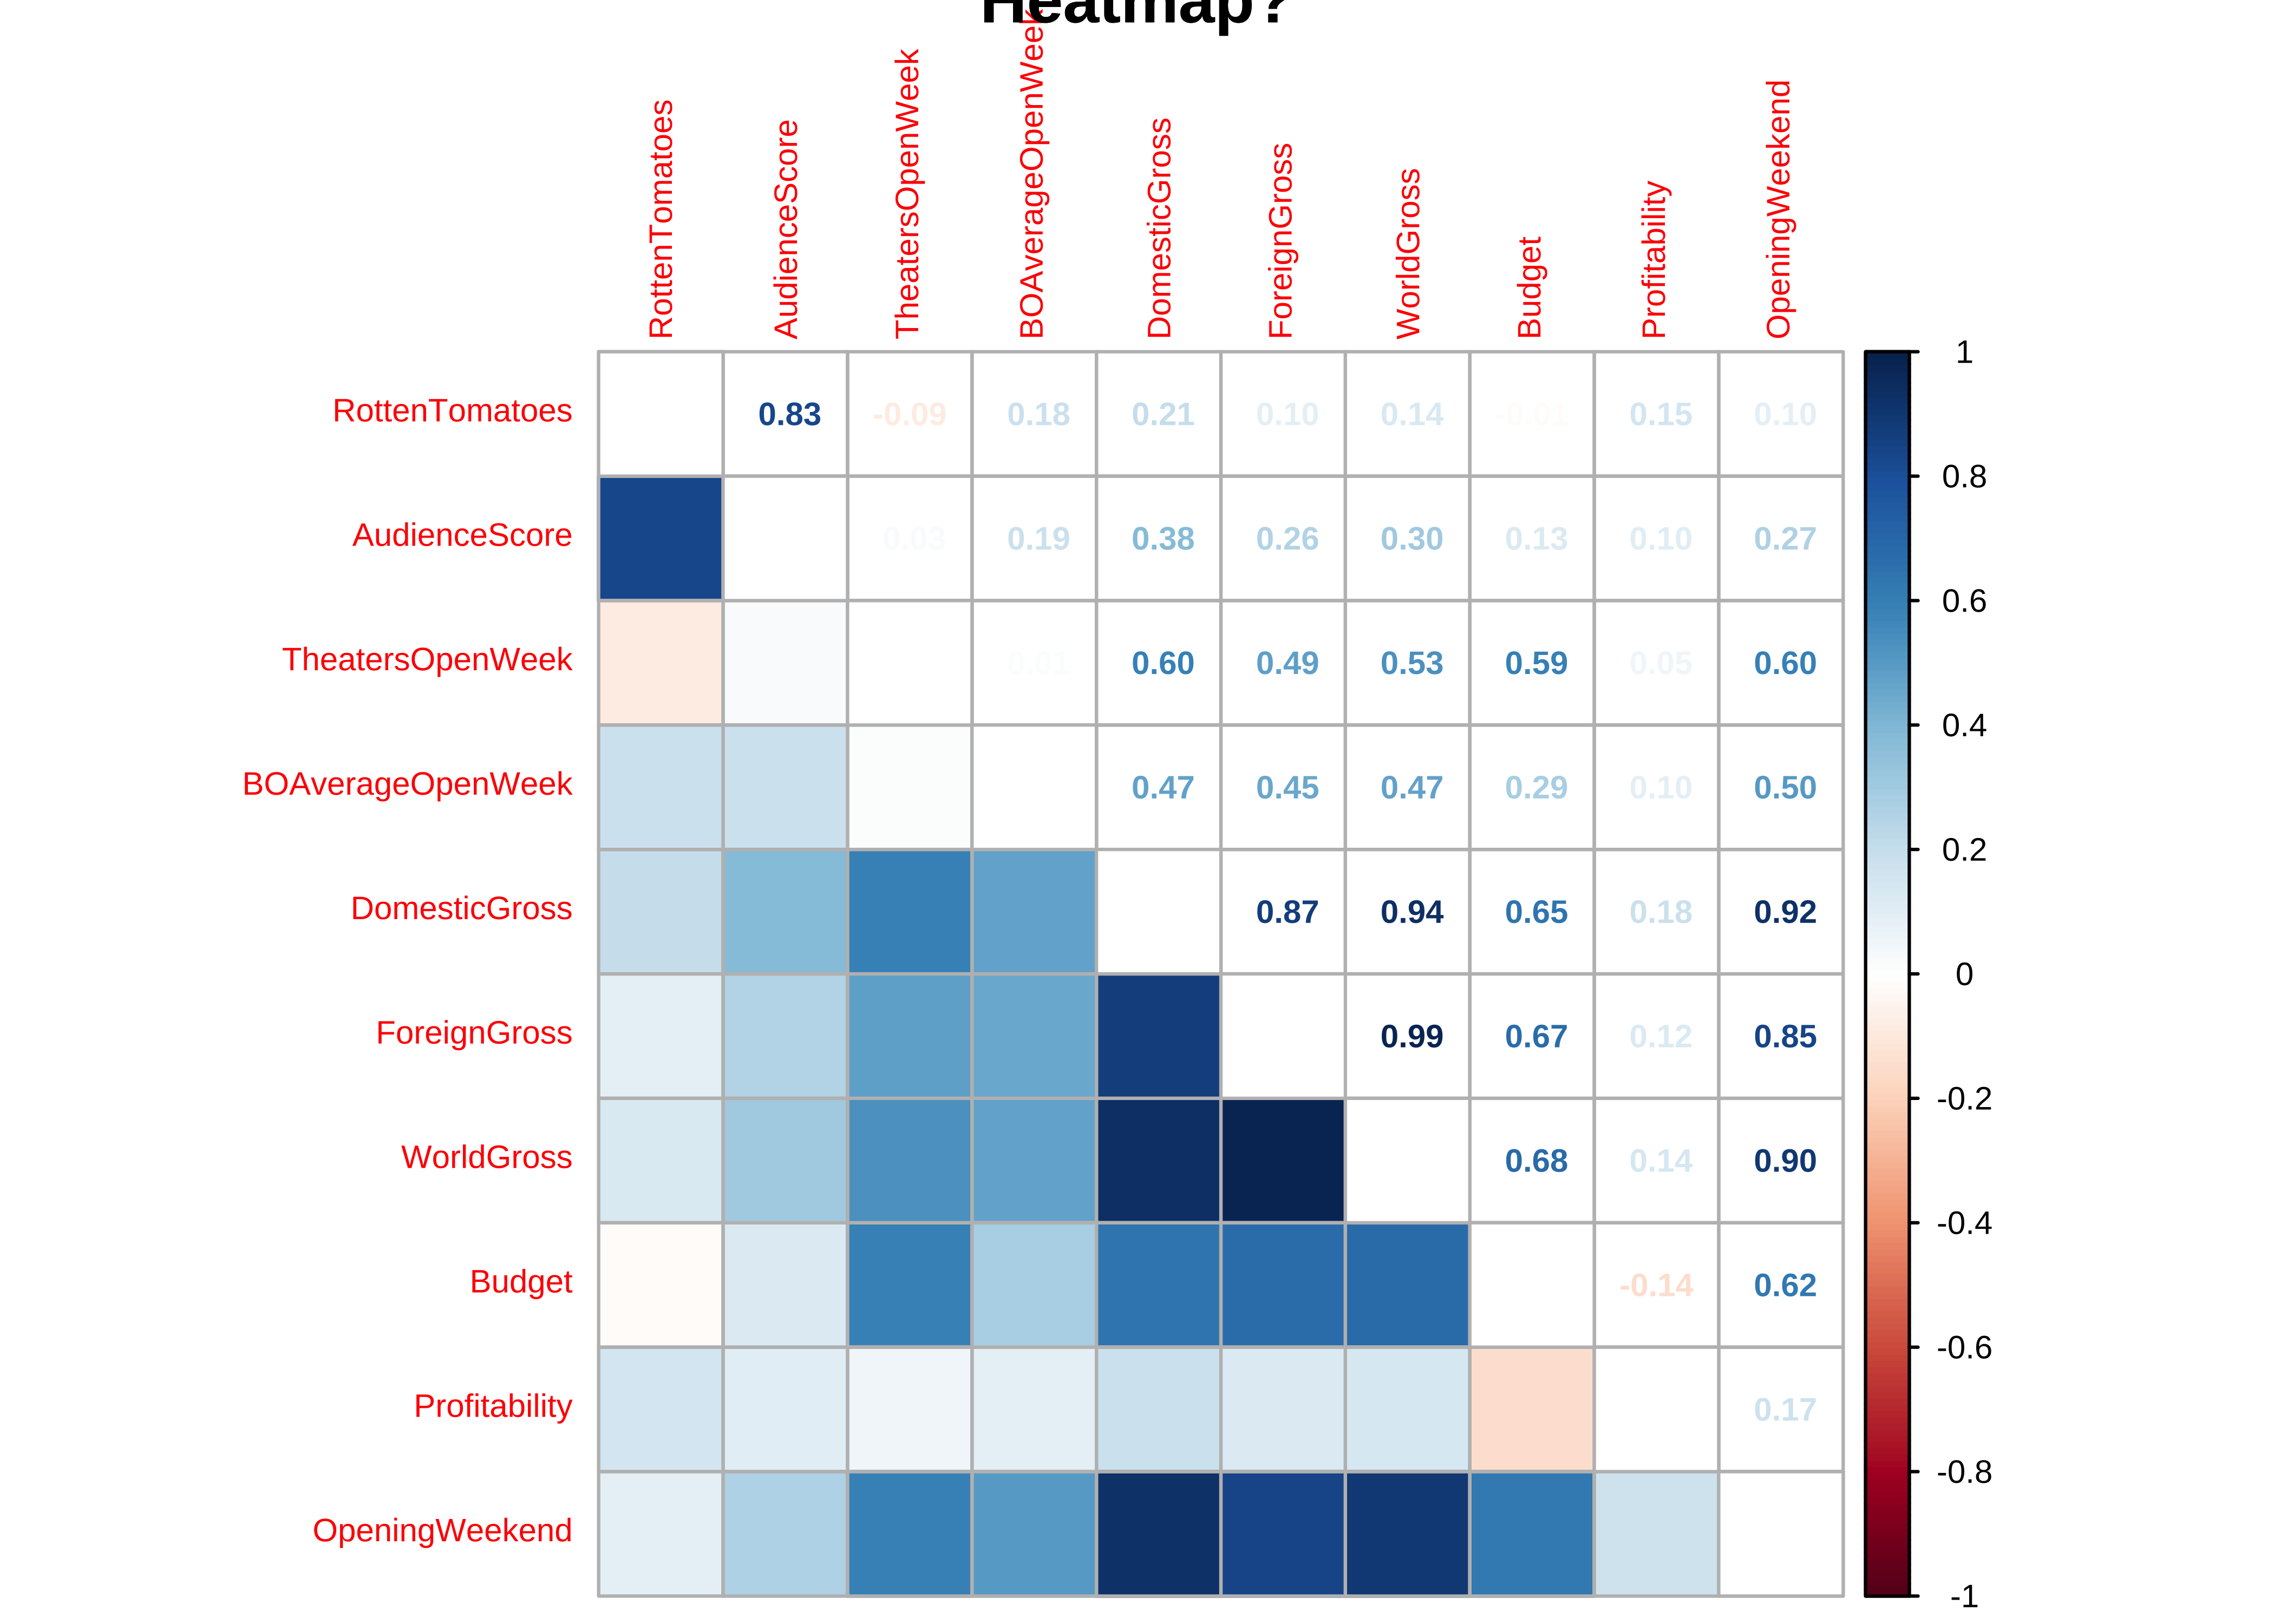 Heatmap?
RottenTomatoes
AudienceScore
TheatersOpenWeek
BOAverageOpenWeek
DomesticGross
ForeignGross
WorldGross
Budget
Profitability
OpeningWeekend
RottenTomatoes 0.83 -0.09 0.18 0.21 0.10 0.14 -0.01 0.15 0.10
AudienceScore 0.03 0.19 0.38 0.26 0.30 0.13 0.10 0.27
TheatersOpenWeek 0.01 0.60 0.49 0.53 0.59 0.05 0.60
BOAverageOpenWeek 0.47 0.45 0.47 0.29 0.10 0.50
DomesticGross 0.87 0.94 0.65 0.18 0.92
ForeignGross 0.99 0.67 0.12 0.85
WorldGross 0.68 0.14 0.90
Budget -0.14 0.62
Profitability 0.17
OpeningWeekend
1
0.8
0.6
0.4
0.2
0
-0.2
-0.4
-0.6
-0.8
-1